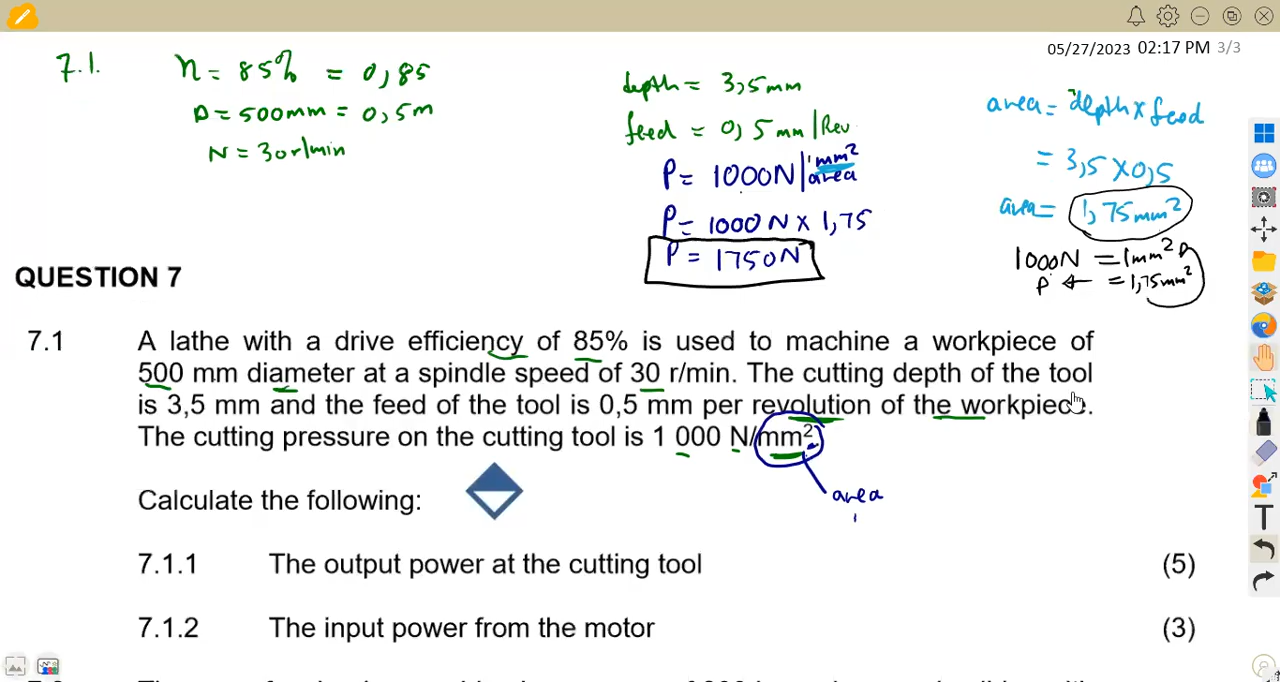 05/27/2023 02:17 PM 3/3
7.1.
η = 85% = 0,85
D = 500mm = 0,5m
N = 30r/min
depth = 3,5mm
feed = 0,5 mm/Rev
P = 1000N/mm²
area
P = 1000 N x 1,75
P = 1750N
area = depth x feed
= 3,5 x 0,5
area = 1,75mm²
1000N = 1mm²
P = 1,75mm²
QUESTION 7
7.1 A lathe with a drive efficiency of 85% is used to machine a workpiece of
500 mm diameter at a spindle speed of 30 r/min. The cutting depth of the tool
is 3,5 mm and the feed of the tool is 0,5 mm per revolution of the workpiece.
The cutting pressure on the cutting tool is 1 000 N/mm².
area
Calculate the following:
7.1.1 The output power at the cutting tool (5)
7.1.2 The input power from the motor (3)